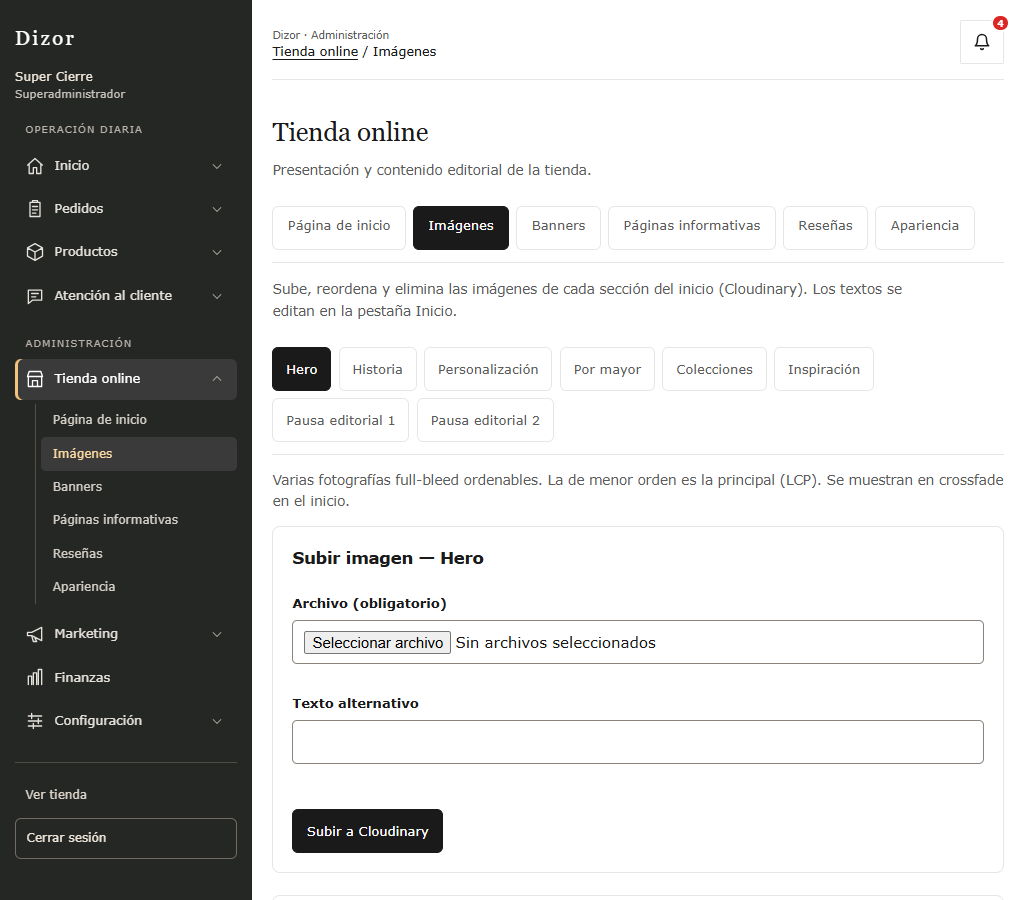 Dizor
Super Cierre
Superadministrador
OPERACIÓN DIARIA
Inicio
Pedidos
Productos
Atención al cliente
ADMINISTRACIÓN
Tienda online
Página de inicio
Imágenes
Banners
Páginas informativas
Reseñas
Apariencia
Marketing
Finanzas
Configuración
Ver tienda
Cerrar sesión
Dizor · Administración
Tienda online / Imágenes
4
Tienda online
Presentación y contenido editorial de la tienda.
Página de inicio Imágenes Banners Páginas informativas Reseñas Apariencia
Sube, reordena y elimina las imágenes de cada sección del inicio (Cloudinary). Los textos se
editan en la pestaña Inicio.
Hero Historia Personalización Por mayor Colecciones Inspiración
Pausa editorial 1 Pausa editorial 2
Varias fotografías full-bleed ordenables. La de menor orden es la principal (LCP). Se muestran en crossfade
en el inicio.
Subir imagen — Hero
Archivo (obligatorio)
Seleccionar archivo Sin archivos seleccionados
Texto alternativo
Subir a Cloudinary